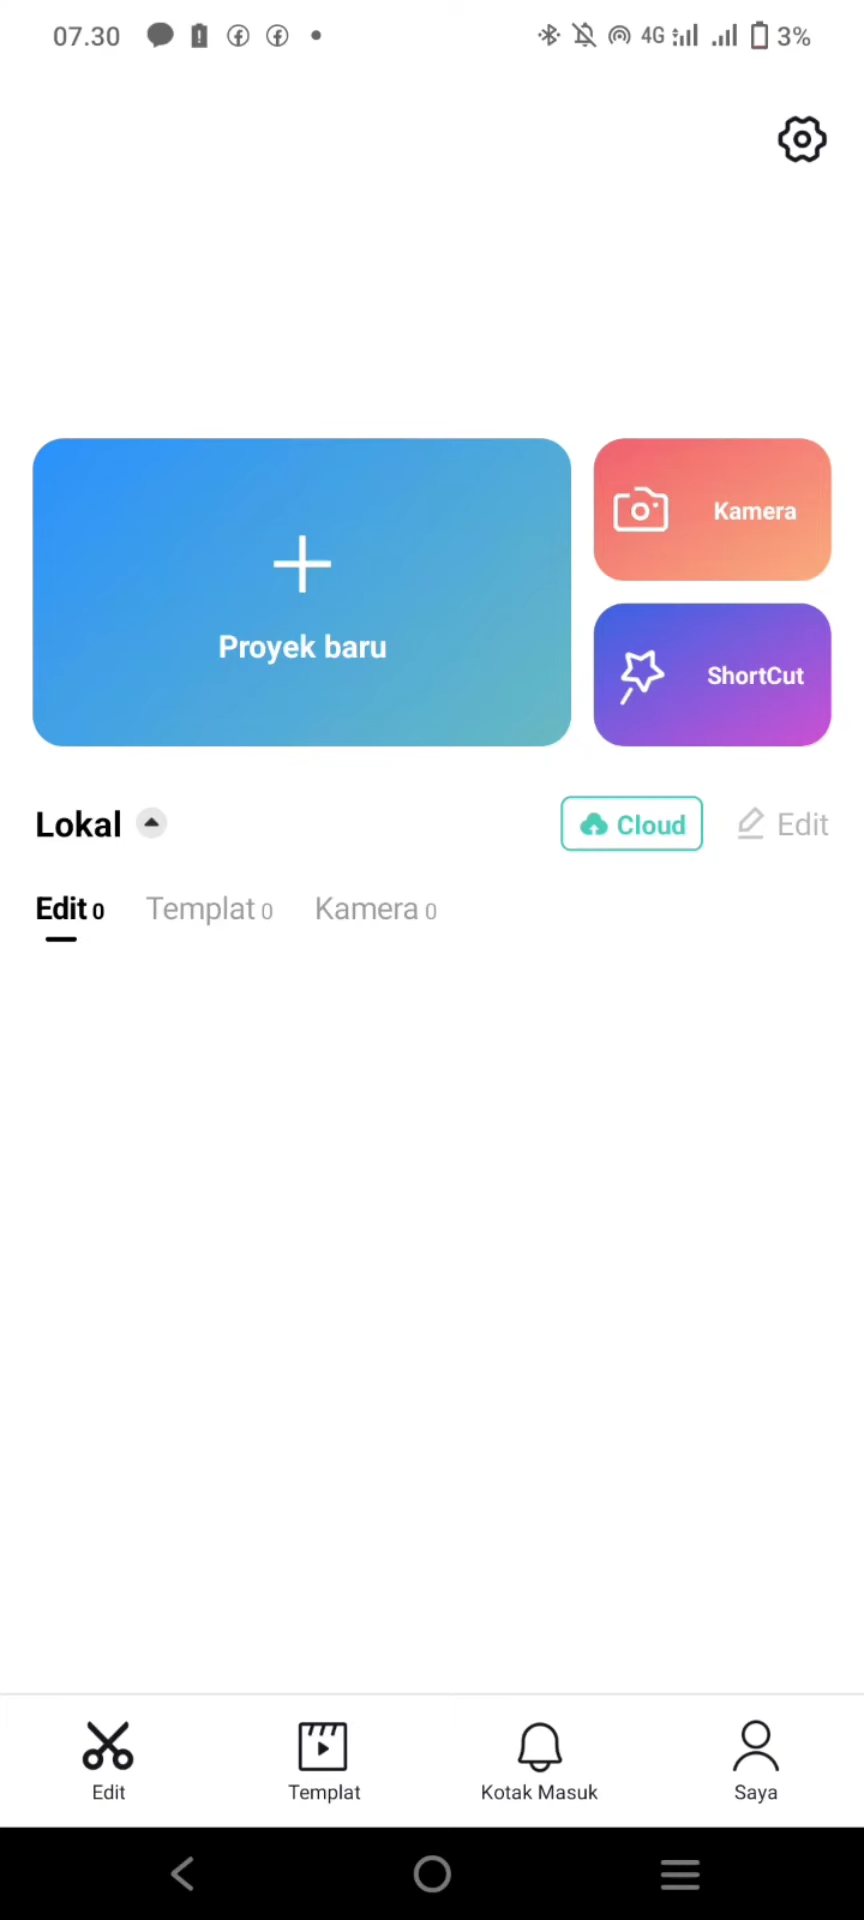 07.30 4G 3%
Kamera
Proyek baru
ShortCut
Lokal Cloud Edit
Edit 0 Templat 0 Kamera 0
Edit Templat Kotak Masuk Saya